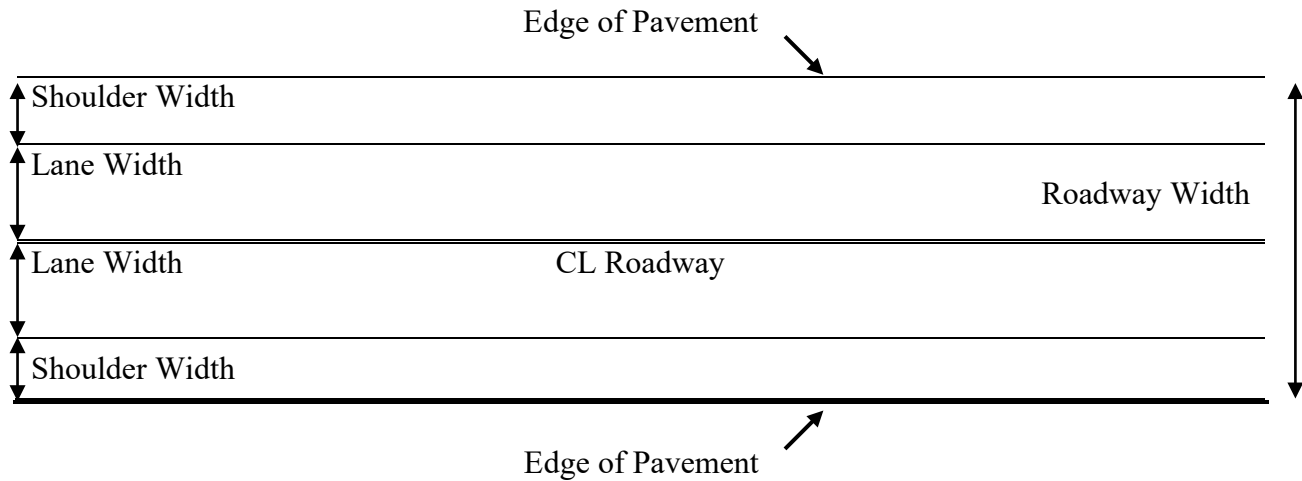 Edge of Pavement
Shoulder Width
Lane Width
Roadway Width
Lane Width
CL Roadway
Shoulder Width
Edge of Pavement